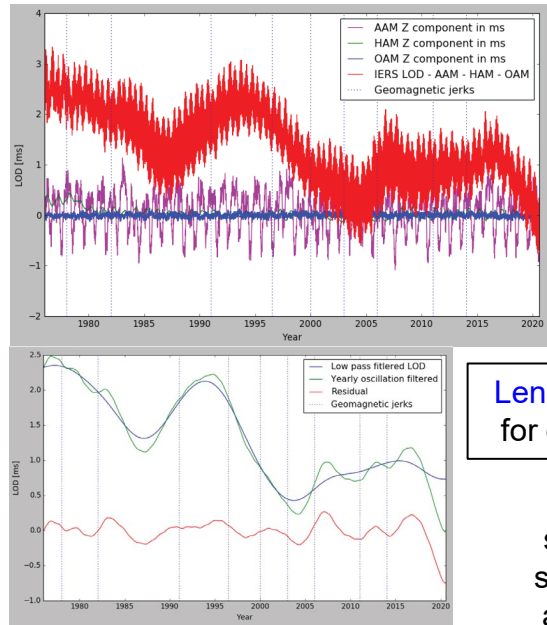 4
3
2
1
0
−1
−2
LOD [ms]
AAM Z component in ms
HAM Z component in ms
OAM Z component in ms
IERS LOD - AAM - HAM - OAM
Geomagnetic jerks
1980 1985 1990 1995 2000 2005 2010 2015 2020
Year
2.5
2.0
1.5
1.0
0.5
0.0
−0.5
−1.0
LOD [ms]
Low pass fitlered LOD
Yearly oscillation filtered
Residual
Geomagnetic jerks
1980 1985 1990 1995 2000 2005 2010 2015 2020
Year
Len
for
s
s
a